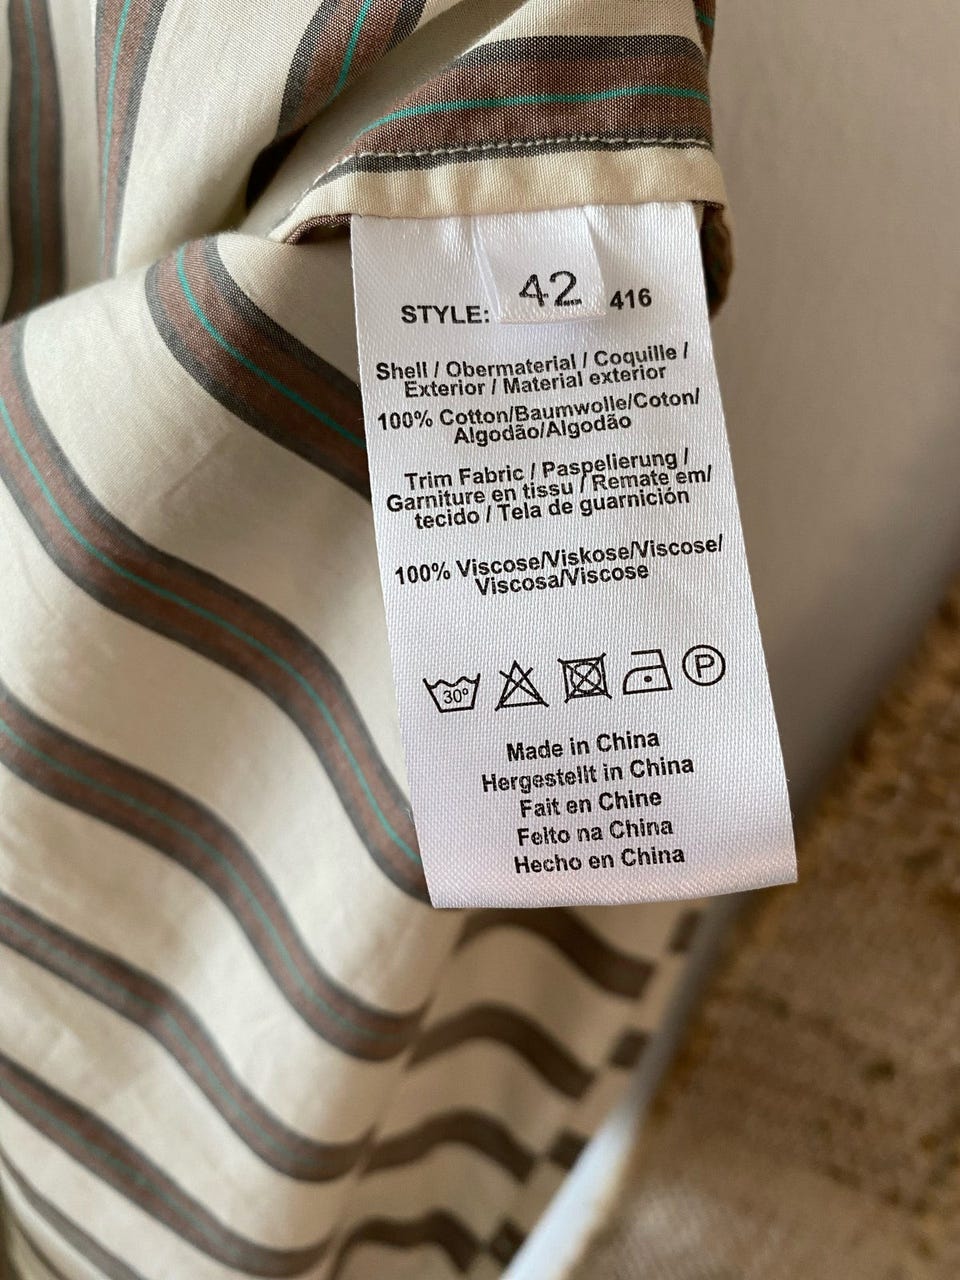 STYLE: 42 416
Shell / Obermaterial / Coquille /
Exterior / Material exterior
100% Cotton/Baumwolle/Coton/
Algodão/Algodão
Trim Fabric / Paspelierung /
Garniture en tissu / Remate em/
tecido / Tela de guarnición
100% Viscose/Viskose/Viscose/
Viscosa/Viscose
30° P
Made in China
Hergestellt in China
Fait en Chine
Felto na China
Hecho en China